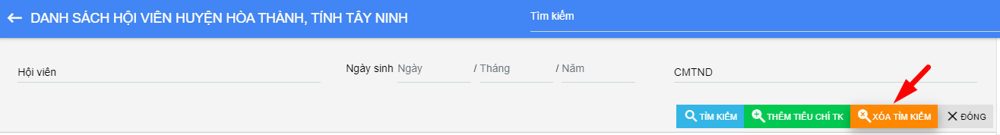 DANH SÁCH HỘI VIÊN HUYỆN HÒA THÀNH, TỈNH TÂY NINH Tìm kiếm
Hội viên Ngày sinh Ngày / Tháng / Năm CMTND
TÌM KIẾM THÊM TIÊU CHÍ TK XÓA TÌM KIẾM ĐÓNG